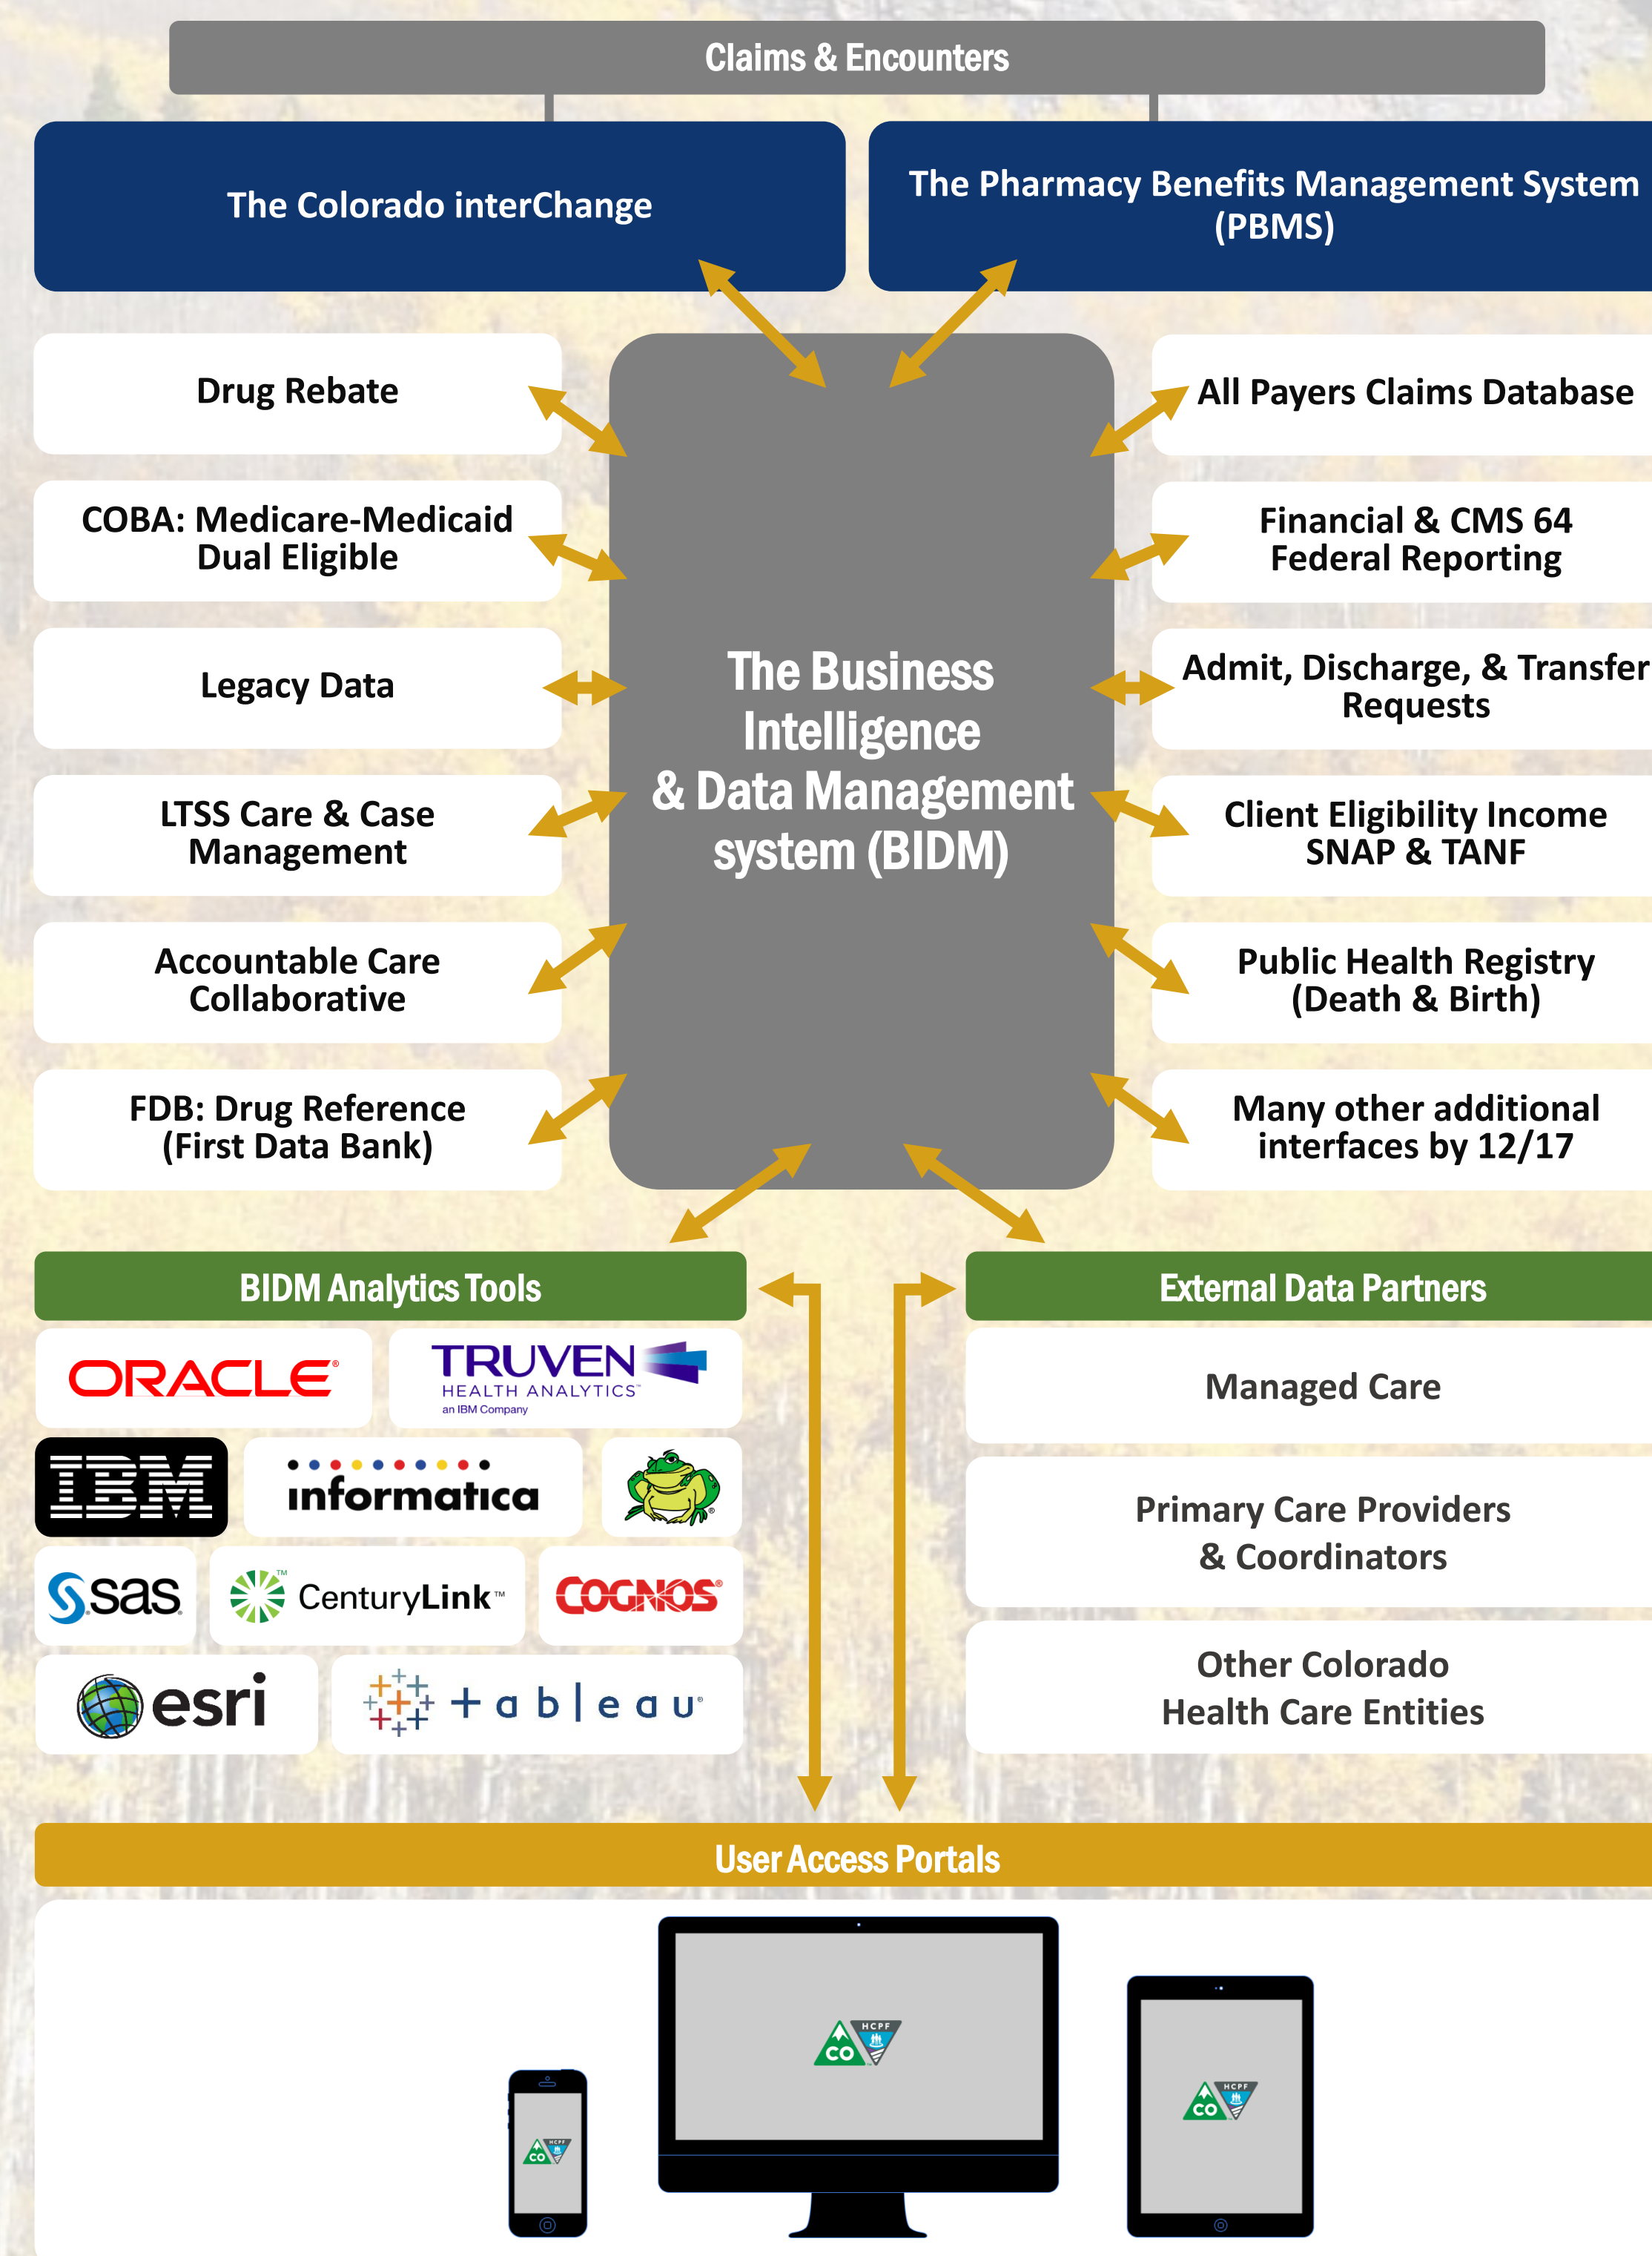 Claims & Encounters
The Colorado interChange
The Pharmacy Benefits Management System
(PBMS)
Drug Rebate
COBA: Medicare-Medicaid
Dual Eligible
Legacy Data
LTSS Care & Case
Management
Accountable Care
Collaborative
FDB: Drug Reference
(First Data Bank)
The Business
Intelligence
& Data Management
system (BIDM)
All Payers Claims Database
Financial & CMS 64
Federal Reporting
Admit, Discharge, & Transfer
Requests
Client Eligibility Income
SNAP & TANF
Public Health Registry
(Death & Birth)
Many other additional
interfaces by 12/17
BIDM Analytics Tools
ORACLE®
TRUVEN
HEALTH ANALYTICS™
an IBM Company
IBM
informatica
®
sas
CenturyLink™
COGNOS®
esri
+ableau®
External Data Partners
Managed Care
Primary Care Providers
& Coordinators
Other Colorado
Health Care Entities
User Access Portals
HCPF
CO
HCPF
CO
HCPF
CO